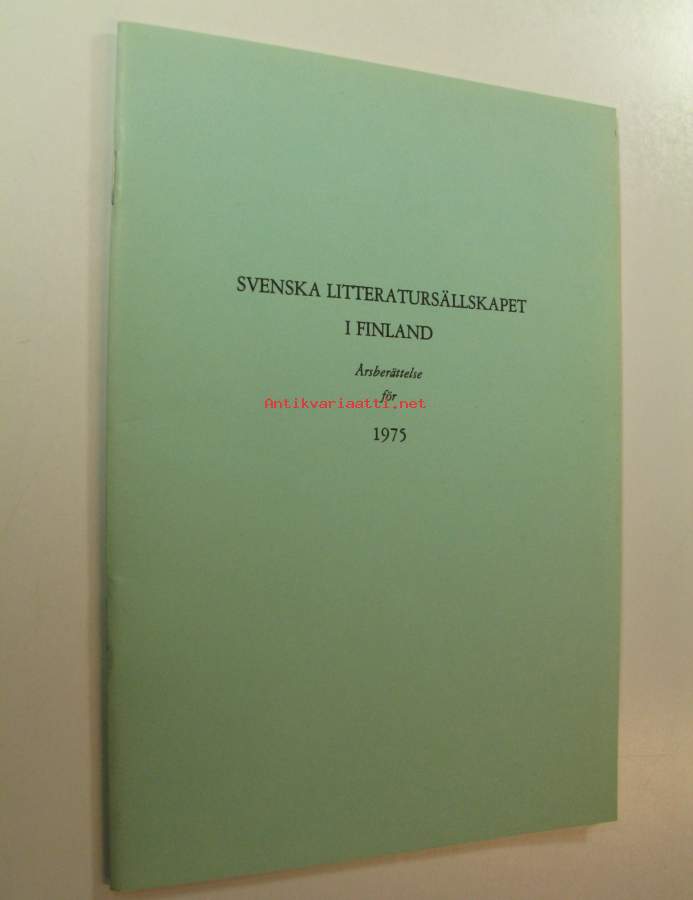 SVENSKA LITTERATURSÄLLSKAPET
I FINLAND
Årsberättelse
Antikvariaatti.net
för
1975